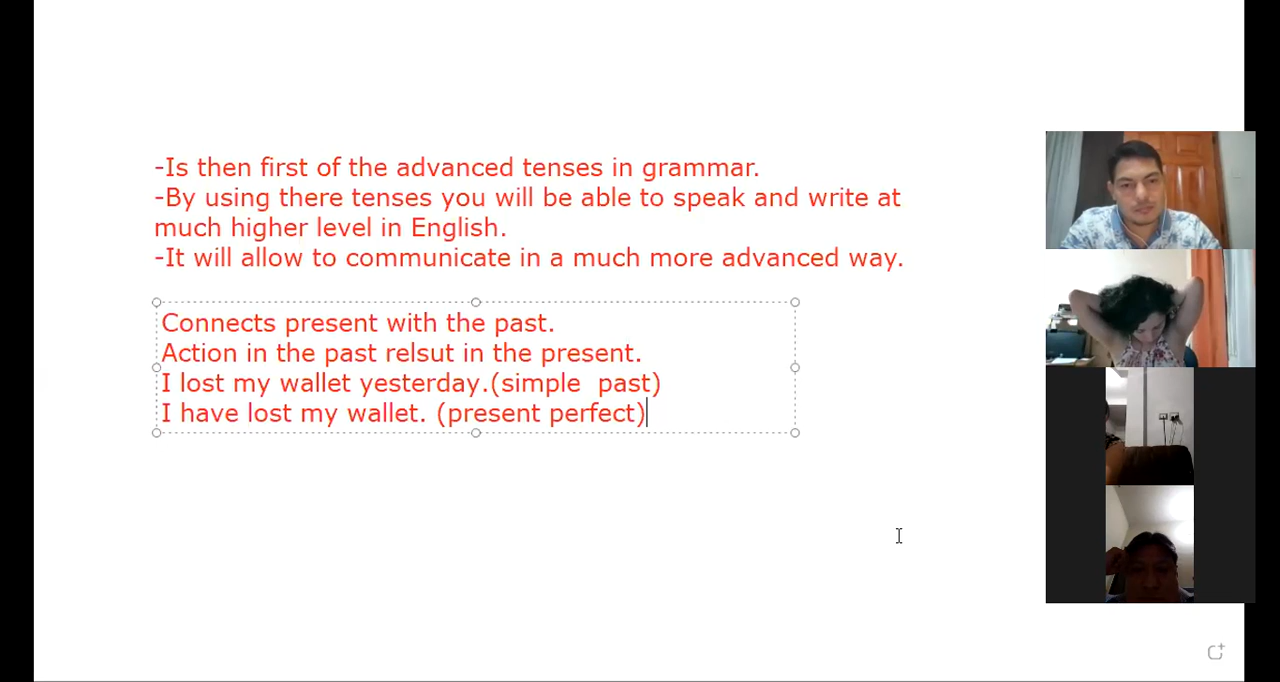 -Is then first of the advanced tenses in grammar.
-By using there tenses you will be able to speak and write at
much higher level in English.
-It will allow to communicate in a much more advanced way.
Connects present with the past.
Action in the past relsut in the present.
I lost my wallet yesterday.(simple  past)
I have lost my wallet. (present perfect)